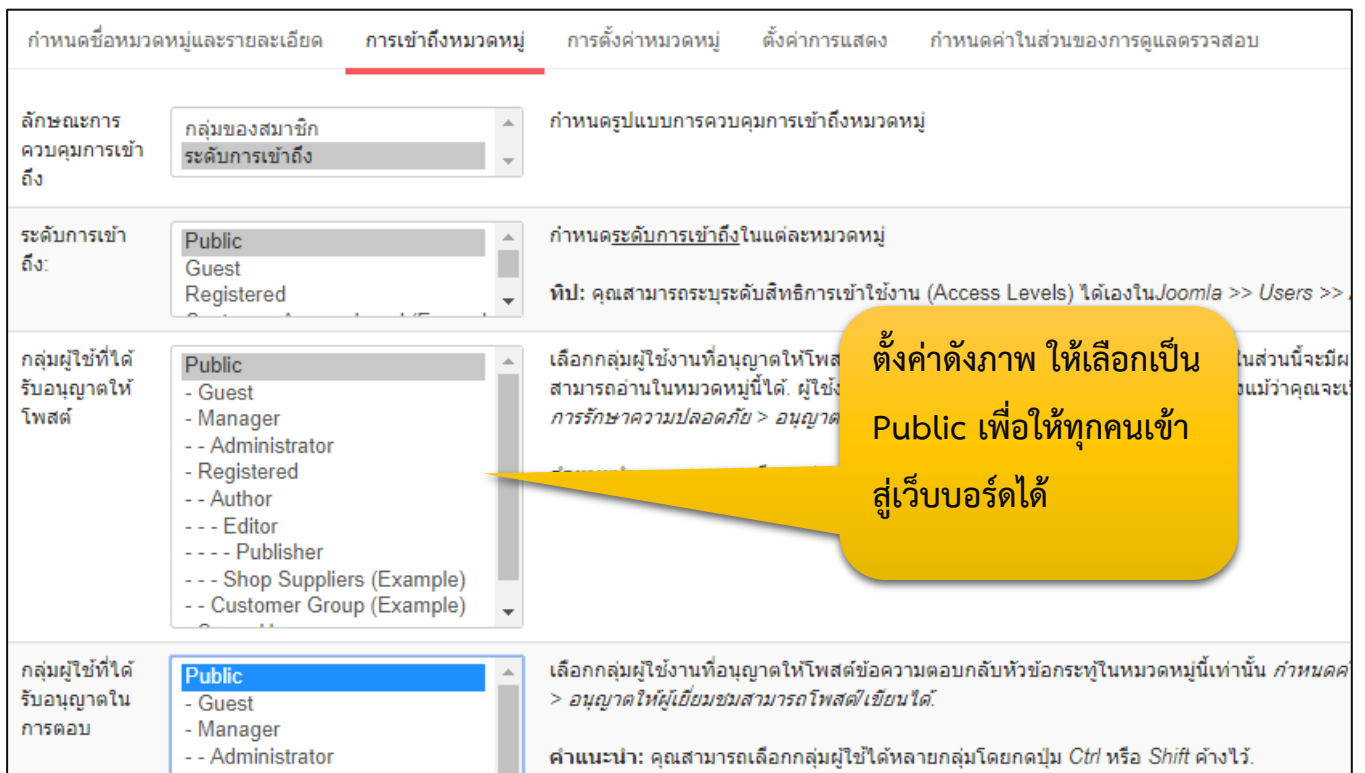 กำหนดชื่อหมวดหมู่และรายละเอียด การเข้าถึงหมวดหมู่ การตั้งค่าหมวดหมู่ ตั้งค่าการแสดง กำหนดค่าในส่วนของการดูแลตรวจสอบ
ลักษณะการ
ควบคุมการเข้า
ถึง
กลุ่มของสมาชิก
ระดับการเข้าถึง
กำหนดรูปแบบการควบคุมการเข้าถึงหมวดหมู่
ระดับการเข้า
ถึง:
Public
Guest
Registered
กำหนดระดับการเข้าถึงในแต่ละหมวดหมู่
ทิป: คุณสามารถระบุระดับสิทธิการเข้าใช้งาน (Access Levels) ได้เองในJoomla >> Users >>
กลุ่มผู้ใช้ที่ได้
รับอนุญาตให้
โพสต์
Public
- Guest
- Manager
- - Administrator
- Registered
- - Author
- - - Editor
- - - - Publisher
- - - Shop Suppliers (Example)
- - Customer Group (Example)
เลือกกลุ่มผู้ใช้งานที่อนุญาตให้โพส ในส่วนนี้จะมีผ
สามารถอ่านในหมวดหมู่นี้ได้. ผู้ใช้ง งแม้ว่าคุณจะเ
การรักษาความปลอดภัย > อนุญาต
ตั้งค่าดังภาพ ให้เลือกเป็น
Public เพื่อให้ทุกคนเข้า
สู่เว็บบอร์ดได้
กลุ่มผู้ใช้ที่ได้
รับอนุญาตใน
การตอบ
Public
- Guest
- Manager
- - Administrator
เลือกกลุ่มผู้ใช้งานที่อนุญาตให้โพสต์ข้อความตอบกลับหัวข้อกระทู้ในหมวดหมู่นี้เท่านั้น กำหนดค
> อนุญาตให้ผู้เยี่ยมชมสามารถโพสต์/เขียนได้.
คำแนะนำ: คุณสามารถเลือกกลุ่มผู้ใช้ได้หลายกลุ่มโดยกดปุ่ม Ctrl หรือ Shift ค้างไว้.